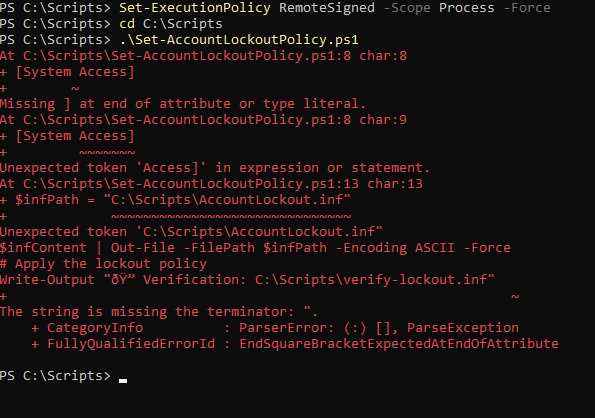 PS C:\Scripts> Set-ExecutionPolicy RemoteSigned -Scope Process -Force
PS C:\Scripts> cd C:\Scripts
PS C:\Scripts> .\Set-AccountLockoutPolicy.ps1
At C:\Scripts\Set-AccountLockoutPolicy.ps1:8 char:8
+ [System Access]
+        ~
Missing ] at end of attribute or type literal.
At C:\Scripts\Set-AccountLockoutPolicy.ps1:8 char:9
+ [System Access]
+         ~~~~~~~
Unexpected token 'Access]' in expression or statement.
At C:\Scripts\Set-AccountLockoutPolicy.ps1:13 char:13
+ $infPath = "C:\Scripts\AccountLockout.inf"
+             ~~~~~~~~~~~~~~~~~~~~~~~~~~~~~~
Unexpected token 'C:\Scripts\AccountLockout.inf"
$infContent | Out-File -FilePath $infPath -Encoding ASCII -Force
# Apply the lockout policy
Write-Output "ðŸ” Verification: C:\Scripts\verify-lockout.inf"
+                                                               ~
The string is missing the terminator: ".
    + CategoryInfo          : ParserError: (:) [], ParseException
    + FullyQualifiedErrorId : EndSquareBracketExpectedAtEndOfAttribute
PS C:\Scripts>